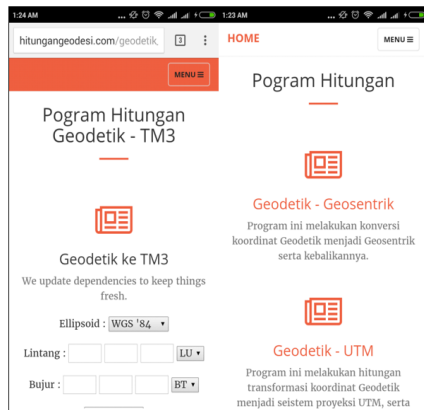 1:24 AM
...
hitungangeodesi.com/geodetik.
3
MENU ≡
Pogram Hitungan
Geodetik - TM3
Geodetik ke TM3
We update dependencies to keep things
fresh.
Ellipsoid : WGS '84
Lintang : LU
Bujur : BT
1:23 AM
...
HOME
MENU ≡
Pogram Hitungan
Geodetik - Geosentrik
Program ini melakukan konversi
koordinat Geodetik menjadi Geosentrik
serta kebalikannya.
Geodetik - UTM
Program ini melakukan hitungan
transformasi koordinat Geodetik
menjadi seistem proyeksi UTM, serta